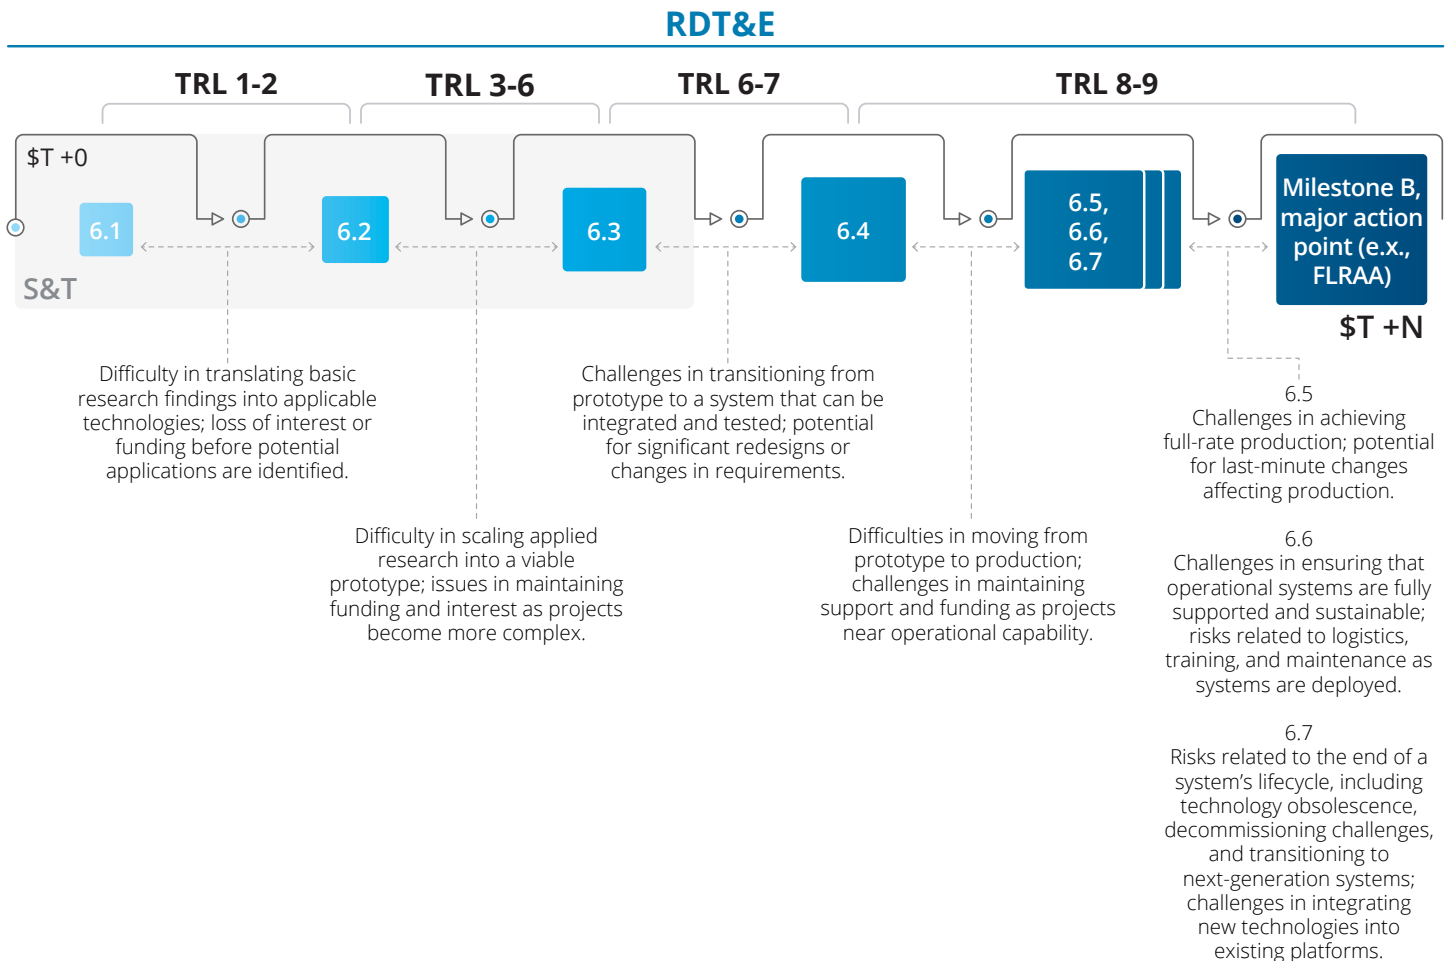 RDT&E
TRL 1-2
TRL 3-6
TRL 6-7
TRL 8-9
$T +0
6.1
6.2
6.3
6.4
6.5,
6.6,
6.7
Milestone B,
major action
point (e.x.,
FLRAA)
S&T
$T +N
Difficulty in translating basic
research findings into applicable
technologies; loss of interest or
funding before potential
applications are identified.
Difficulty in scaling applied
research into a viable
prototype; issues in maintaining
funding and interest as projects
become more complex.
Challenges in transitioning from
prototype to a system that can be
integrated and tested; potential
for significant redesigns or
changes in requirements.
Difficulties in moving from
prototype to production;
challenges in maintaining
support and funding as projects
near operational capability.
6.5
Challenges in achieving
full-rate production; potential
for last-minute changes
affecting production.
6.6
Challenges in ensuring that
operational systems are fully
supported and sustainable;
risks related to logistics,
training, and maintenance as
systems are deployed.
6.7
Risks related to the end of a
system's lifecycle, including
technology obsolescence,
decommissioning challenges,
and transitioning to
next-generation systems;
challenges in integrating
new technologies into
existing platforms.